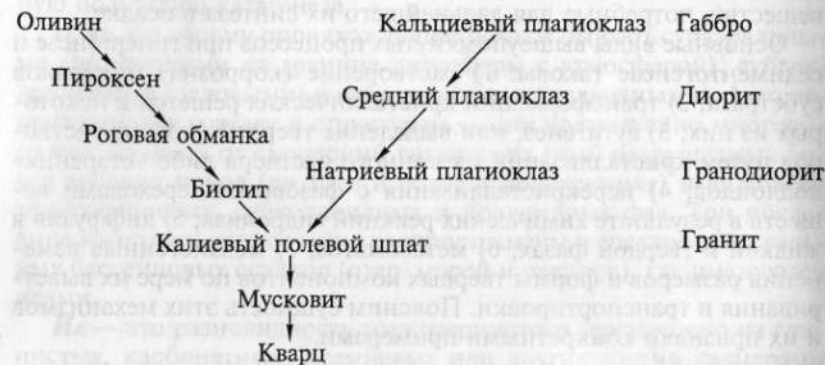 Оливин Кальциевый плагиоклаз Габбро
Пироксен Средний плагиоклаз Диорит
Роговая обманка
Биотит Натриевый плагиоклаз Гранодиорит
Калиевый полевой шпат Гранит
Мусковит
Кварц